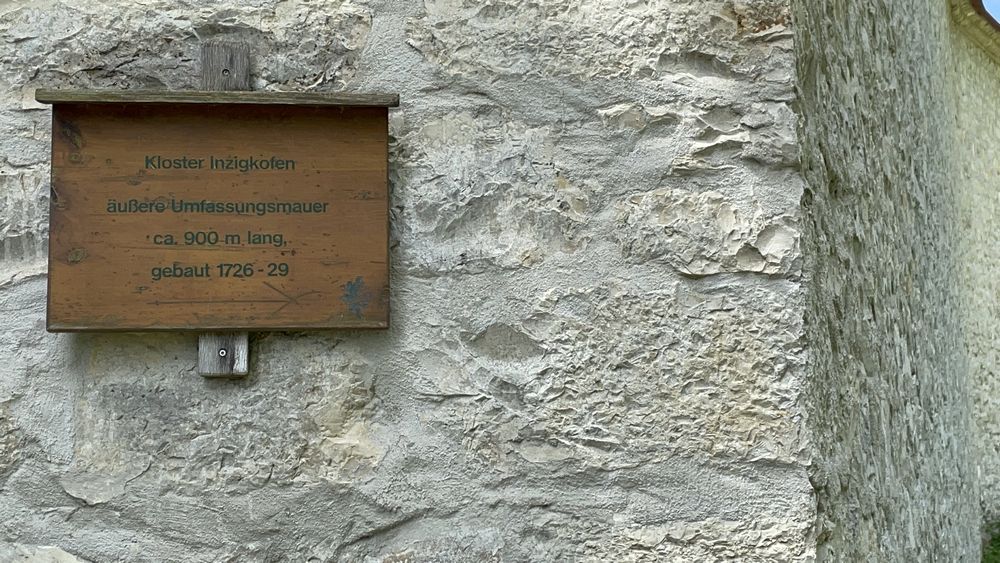 Kloster Inzigkofen
äußere Umfassungsmauer
ca. 900 m lang,
gebaut 1726 - 29